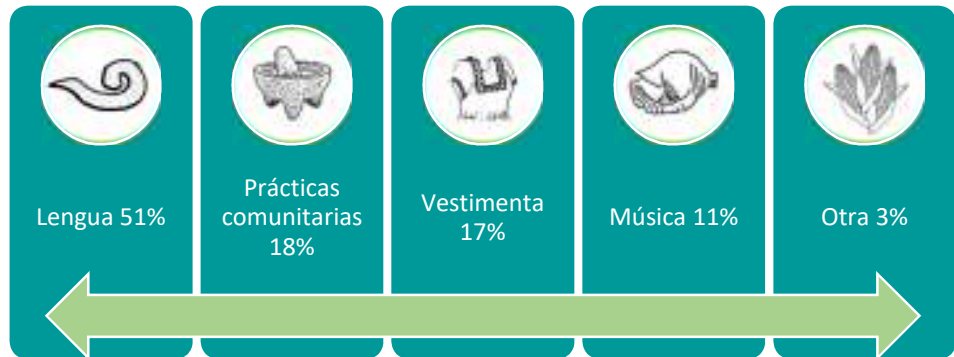 Lengua 51%
Prácticas
comunitarias
18%
Vestimenta
17%
Música 11%
Otra 3%